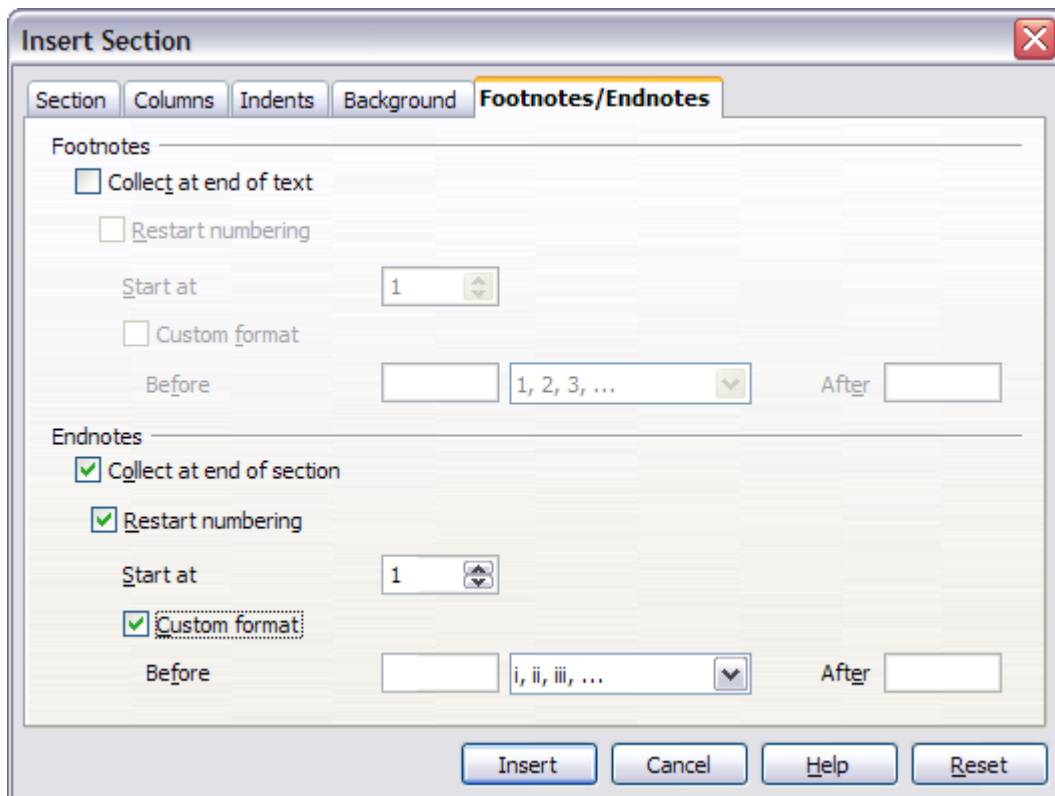 Insert Section
Section Columns Indents Background Footnotes/Endnotes
Footnotes
Collect at end of text
Restart numbering
Start at 1
Custom format
Before 1, 2, 3, ... After
Endnotes
Collect at end of section
Restart numbering
Start at 1
Custom format
Before i, ii, iii, ... After
Insert Cancel Help Reset